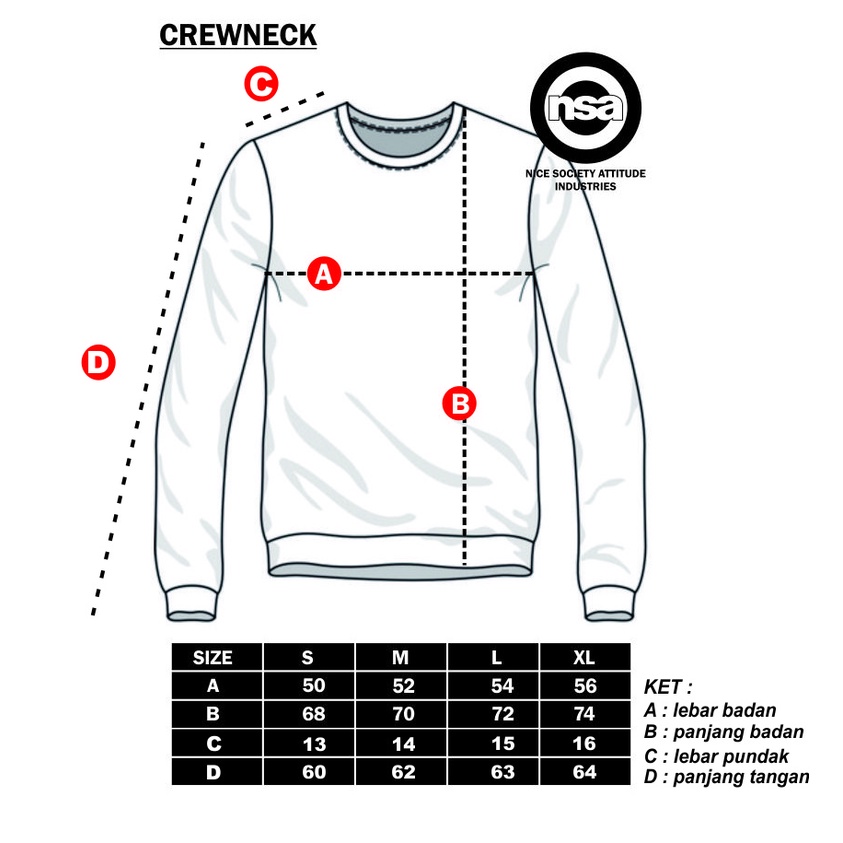 CREWNECK
C
nsa
NICE SOCIETY ATTITUDE
INDUSTRIES
A
D
B
SIZE S M L XL
A 50 52 54 56
B 68 70 72 74
C 13 14 15 16
D 60 62 63 64
KET :
A : lebar badan
B : panjang badan
C : lebar pundak
D : panjang tangan